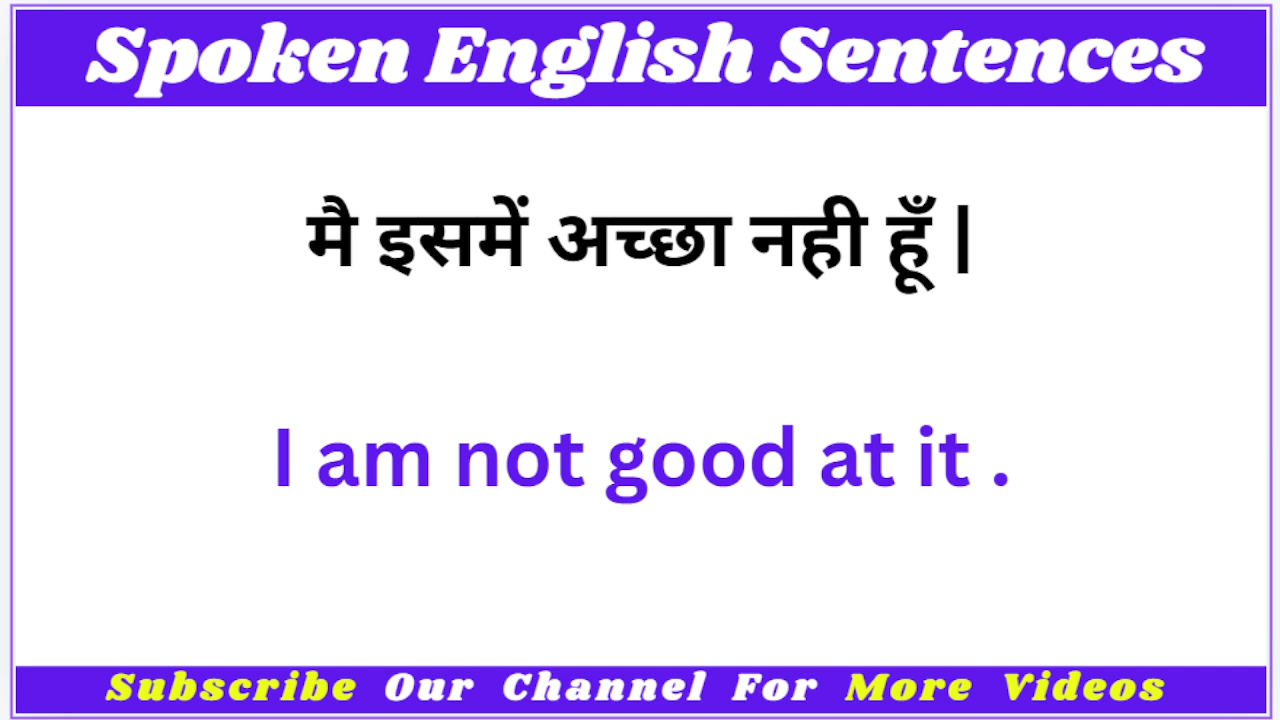 Spoken English Sentences
मै इसमें अच्छा नही हूँ |
I am not good at it .
Subscribe Our Channel For More Videos